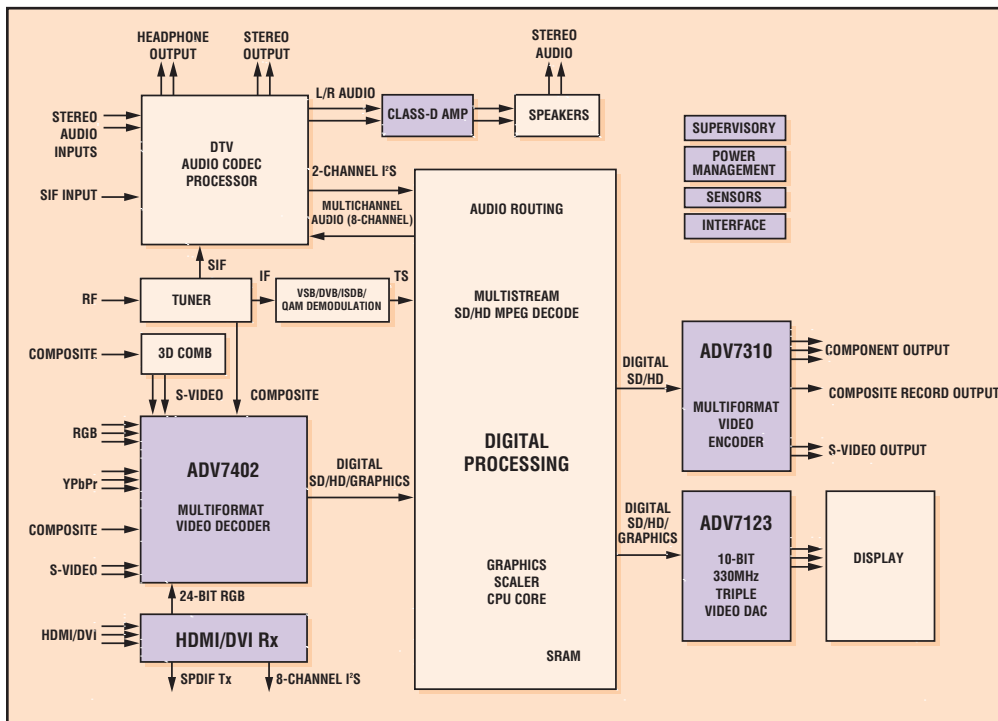 HEADPHONE
OUTPUT
STEREO
OUTPUT
STEREO
AUDIO
L/R AUDIO
CLASS-D AMP
SPEAKERS
STEREO
AUDIO
INPUTS
DTV
AUDIO CODEC
PROCESSOR
SIF INPUT
2-CHANNEL I²S
MULTICHANNEL
AUDIO (8-CHANNEL)
AUDIO ROUTING
SUPERVISORY
POWER
MANAGEMENT
SENSORS
INTERFACE
SIF
IF
TS
RF
TUNER
VSB/DVB/ISDB/
QAM DEMODULATION
MULTISTREAM
SD/HD MPEG DECODE
COMPOSITE
3D COMB
S-VIDEO
COMPOSITE
DIGITAL
SD/HD
ADV7310
MULTIFORMAT
VIDEO
ENCODER
COMPONENT OUTPUT
COMPOSITE RECORD OUTPUT
S-VIDEO OUTPUT
RGB
YPbPr
COMPOSITE
S-VIDEO
ADV7402
MULTIFORMAT
VIDEO DECODER
DIGITAL
SD/HD/GRAPHICS
DIGITAL
PROCESSING
DIGITAL
SD/HD/
GRAPHICS
ADV7123
10-BIT
330MHz
TRIPLE
VIDEO DAC
DISPLAY
GRAPHICS
SCALER
CPU CORE
24-BIT RGB
HDMI/DVi
HDMI/DVI Rx
SRAM
SPDIF Tx
8-CHANNEL I²S